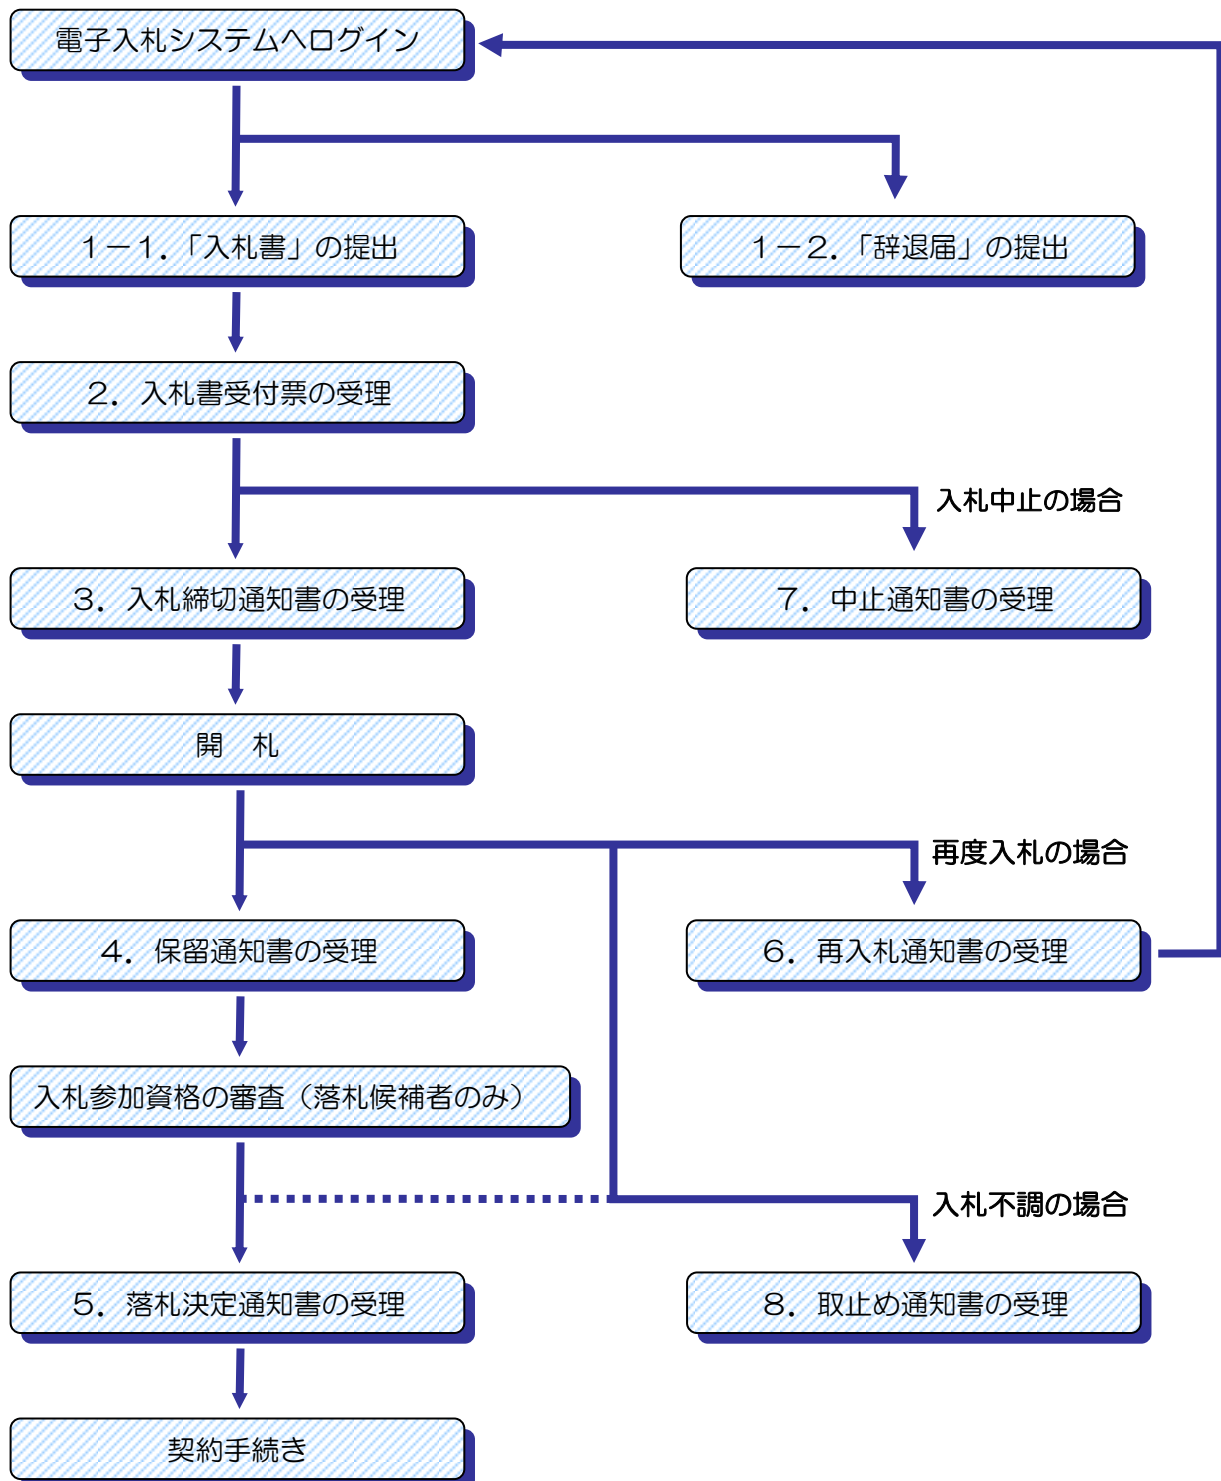 電子入札システムへログイン
１－１．「入札書」の提出
１－２．「辞退届」の提出
２．入札書受付票の受理
入札中止の場合
３．入札締切通知書の受理
７．中止通知書の受理
開　札
再度入札の場合
４．保留通知書の受理
６．再入札通知書の受理
入札参加資格の審査（落札候補者のみ）
入札不調の場合
５．落札決定通知書の受理
８．取止め通知書の受理
契約手続き